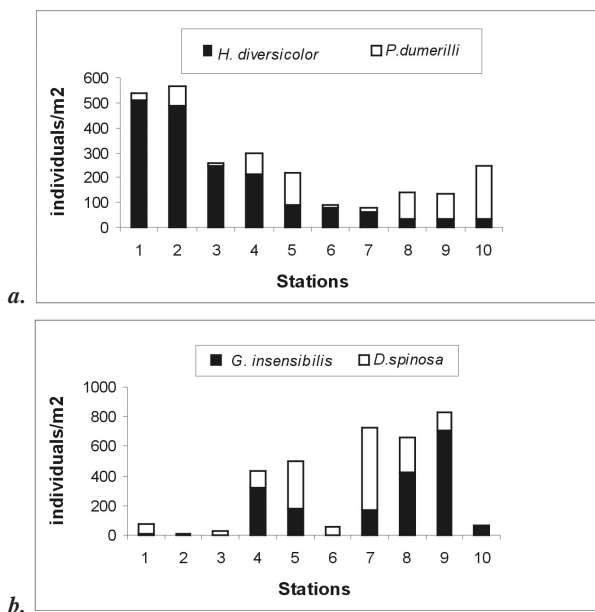 H. diversicolor P.dumerilli
individuals/m2
600
500
400
300
200
100
0
1 2 3 4 5 6 7 8 9 10
Stations
a.
G. insensibilis D.spinosa
individuals/m2
1000
800
600
400
200
0
1 2 3 4 5 6 7 8 9 10
Stations
b.